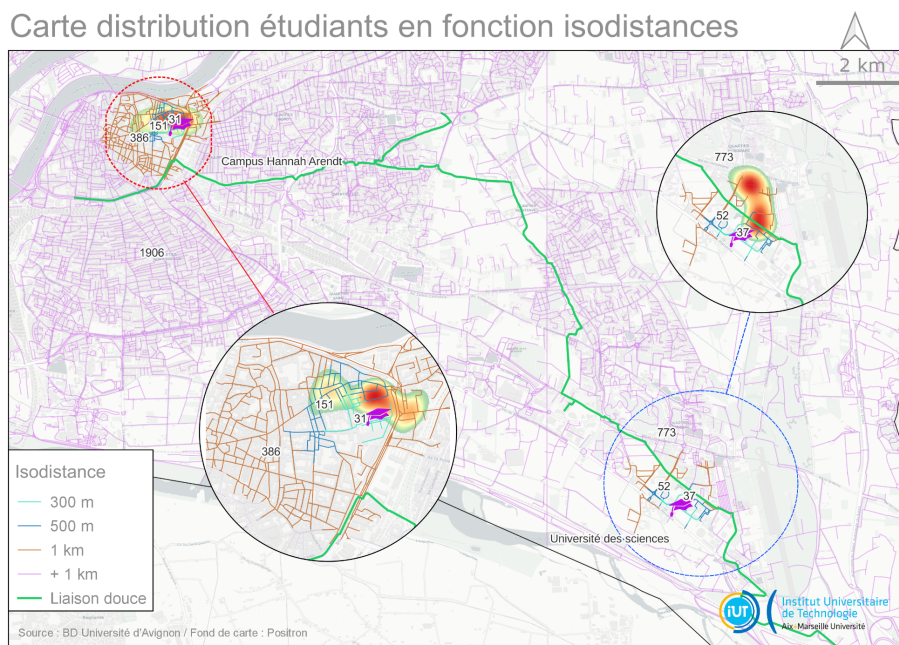 Carte distribution étudiants en fonction isodistances
2 km
31
151
386
Campus Hannah Arendt
773
52
37
1906
151
31
386
773
52
37
Université des sciences
Isodistance
300 m
500 m
1 km
+ 1 km
Liaison douce
Source : BD Université d'Avignon / Fond de carte : Positron
iUT
Institut Universitaire
de Technologie
Aix Marseille Université